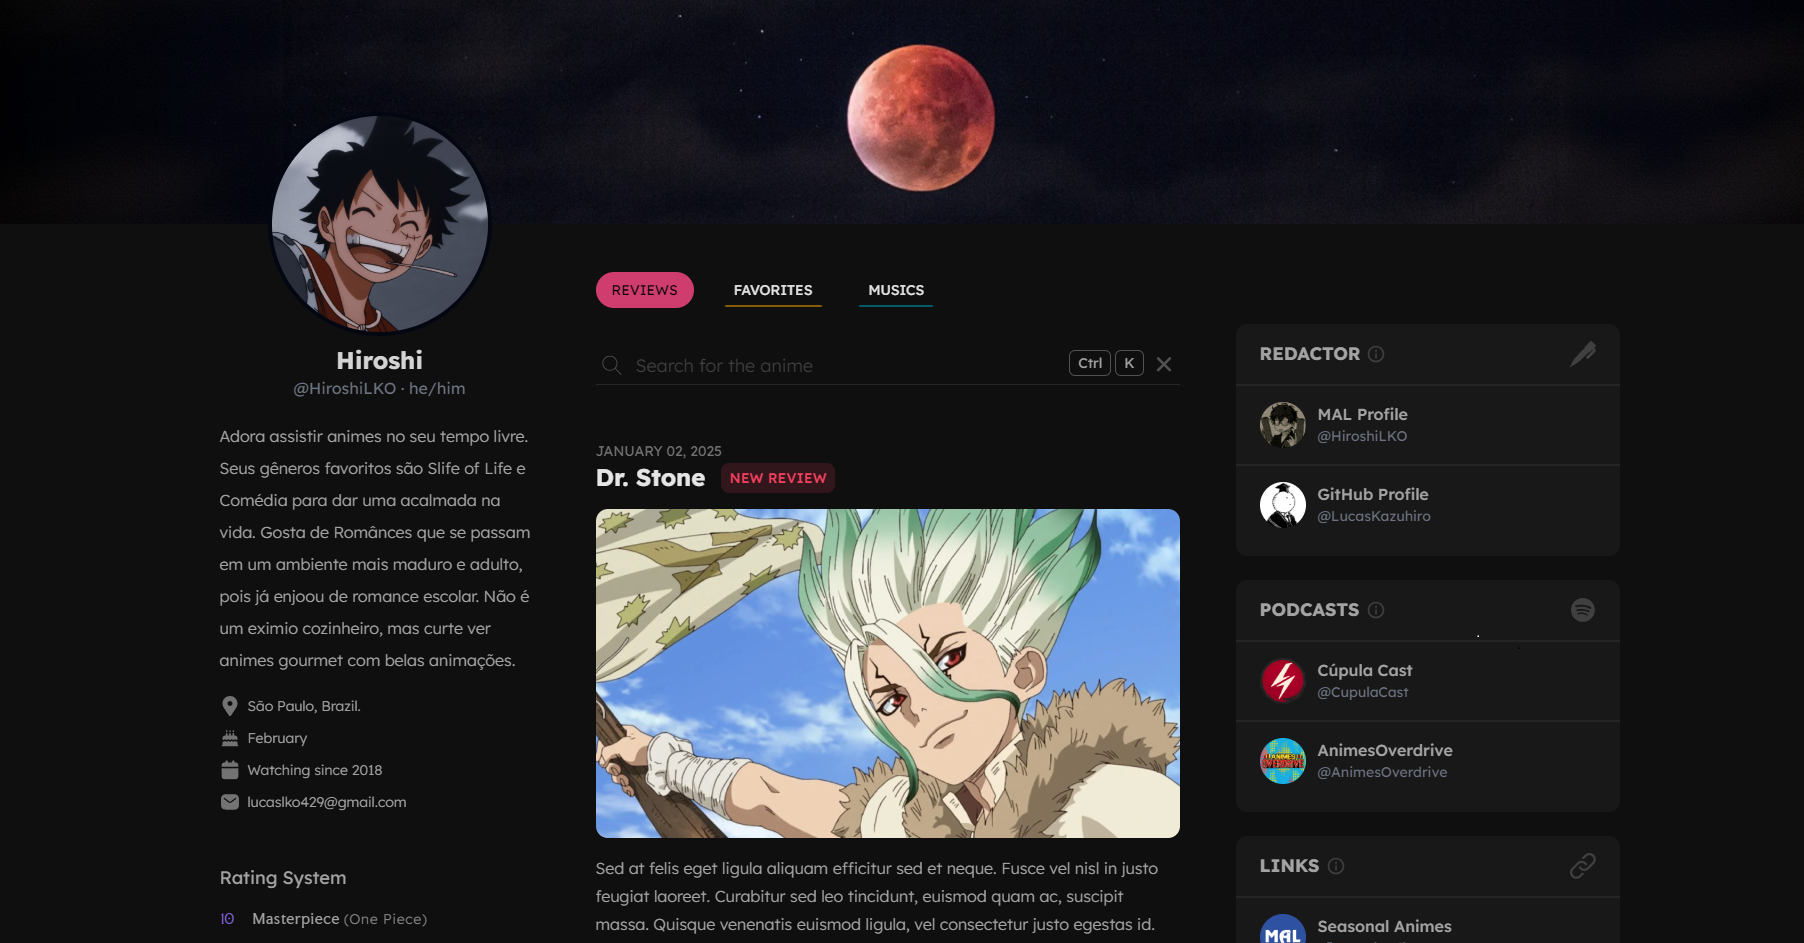 Hiroshi
@HiroshiLKO · he/him
Adora assistir animes no seu tempo livre.
Seus gêneros favoritos são Slife of Life e
Comédia para dar uma acalmada na
vida. Gosta de Românces que se passam
em um ambiente mais maduro e adulto,
pois já enjoou de romance escolar. Não é
um eximio cozinheiro, mas curte ver
animes gourmet com belas animações.
São Paulo, Brazil.
February
Watching since 2018
lucaslko429@gmail.com
Rating System
10 Masterpiece (One Piece)
REVIEWS FAVORITES MUSICS
Search for the anime Ctrl K
JANUARY 02, 2025
Dr. Stone NEW REVIEW
Sed at felis eget ligula aliquam efficitur sed et neque. Fusce vel nisl in justo
feugiat laoreet. Curabitur sed leo tincidunt, euismod quam ac, suscipit
massa. Quisque venenatis euismod ligula, vel consectetur justo egestas id.
REDACTOR
MAL Profile
@HiroshiLKO
GitHub Profile
@LucasKazuhiro
PODCASTS
Cúpula Cast
@CupulaCast
ANIMES
OVERDRIVE
AnimesOverdrive
@AnimesOverdrive
LINKS
MAL
Seasonal Animes